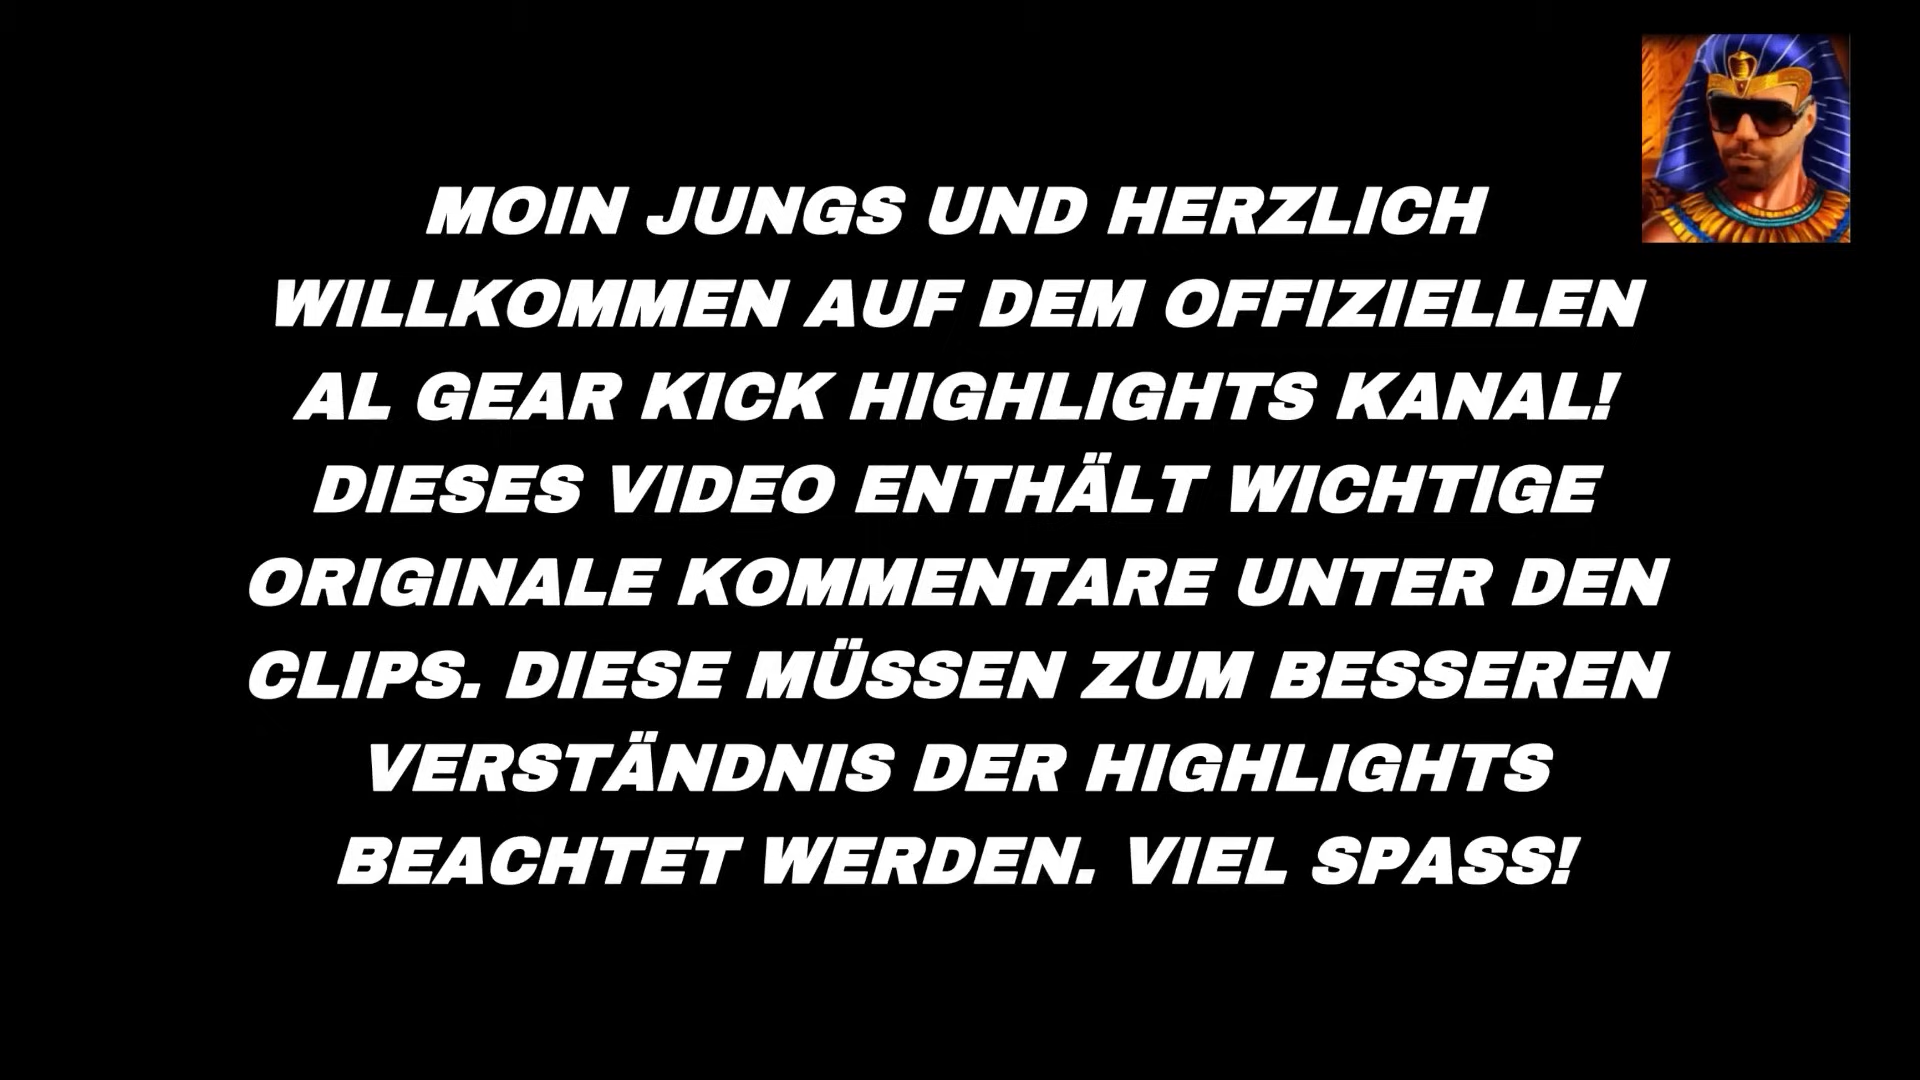 MOIN JUNGS UND HERZLICH
WILLKOMMEN AUF DEM OFFIZIELLEN
AL GEAR KICK HIGHLIGHTS KANAL!
DIESES VIDEO ENTHÄLT WICHTIGE
ORIGINALE KOMMENTARE UNTER DEN
CLIPS. DIESE MÜSSEN ZUM BESSEREN
VERSTÄNDNIS DER HIGHLIGHTS
BEACHTET WERDEN. VIEL SPASS!